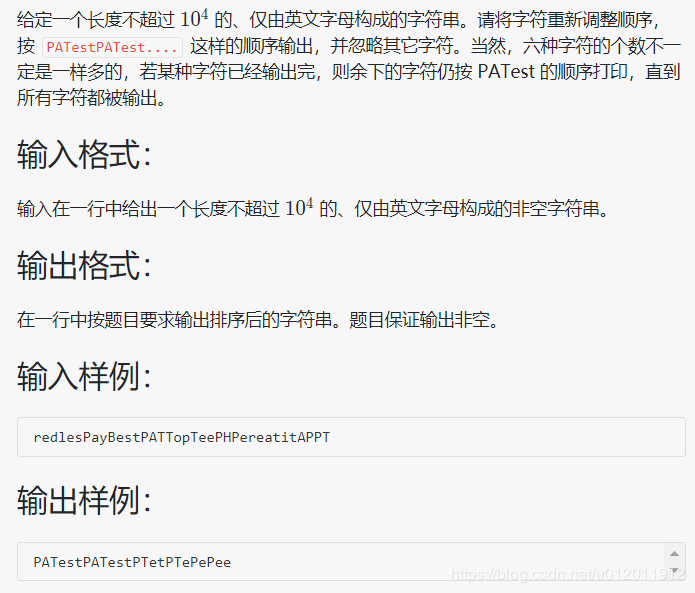 给定一个长度不超过 10⁴ 的、仅由英文字母构成的字符串。请将字符重新调整顺序，
按 PATestPATest.... 这样的顺序输出，并忽略其它字符。当然，六种字符的个数不一
定是一样多的，若某种字符已经输出完，则余下的字符仍按 PATest 的顺序打印，直到
所有字符都被输出。
输入格式：
输入在一行中给出一个长度不超过 10⁴ 的、仅由英文字母构成的非空字符串。
输出格式：
在一行中按题目要求输出排序后的字符串。题目保证输出非空。
输入样例：
redlesPayBestPATTopTeePHPereatitAPPT
输出样例：
PATestPATestPTetPTePePee
https://blog.csdn.net/u012011912